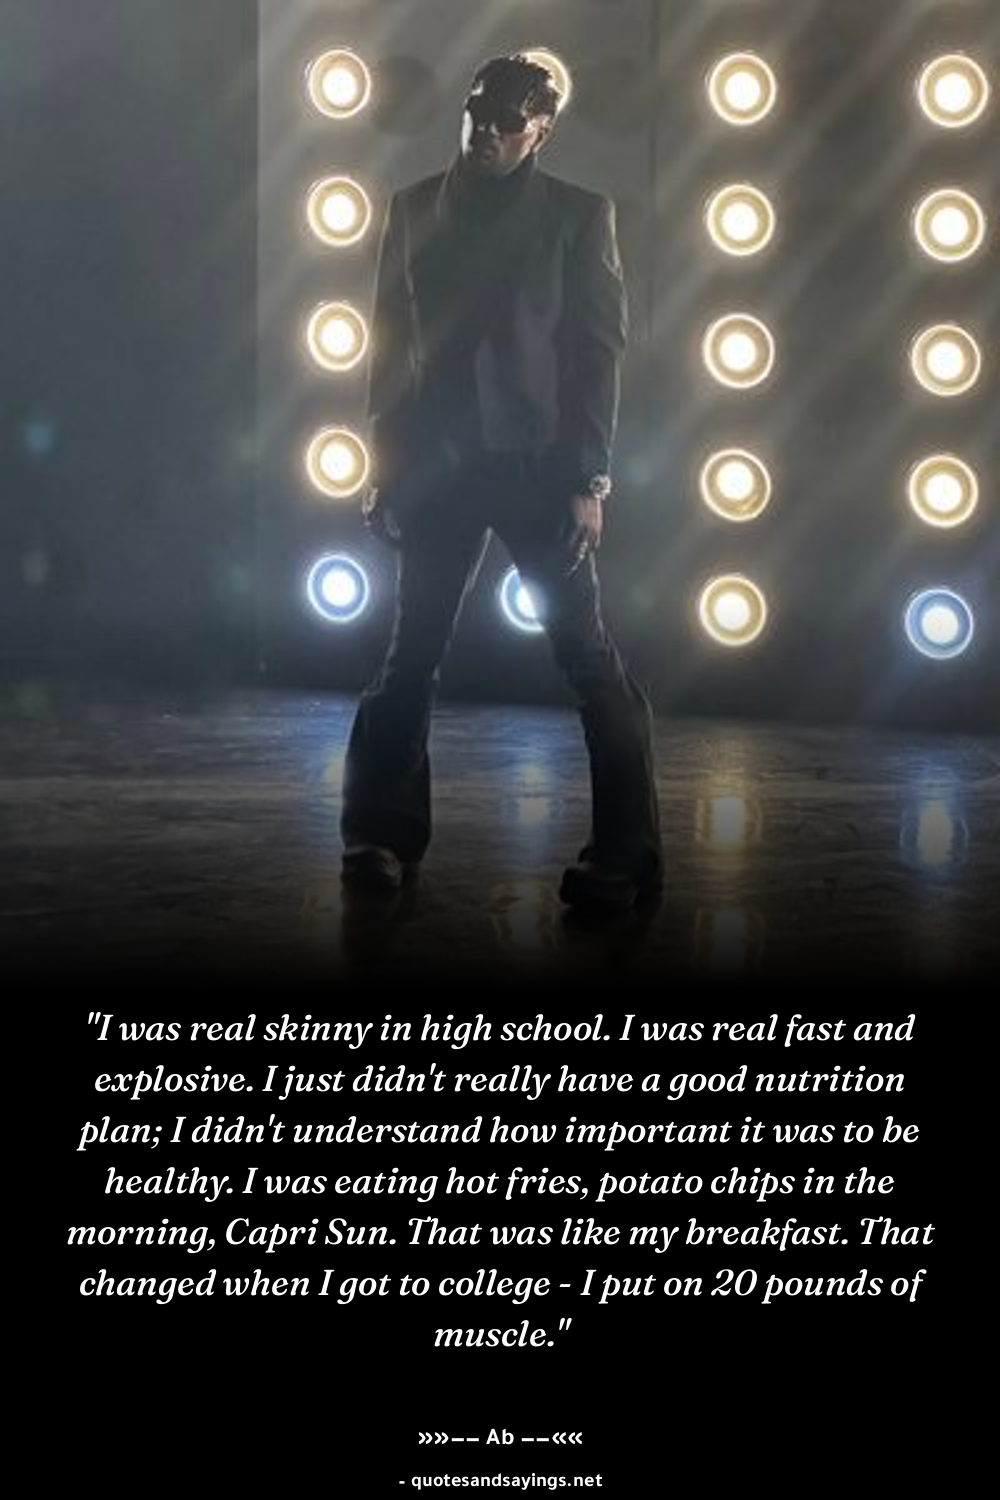 "I was real skinny in high school. I was real fast and
explosive. I just didn't really have a good nutrition
plan; I didn't understand how important it was to be
healthy. I was eating hot fries, potato chips in the
morning, Capri Sun. That was like my breakfast. That
changed when I got to college - I put on 20 pounds of
muscle."
»»−− Ab −−««
- quotesandsayings.net